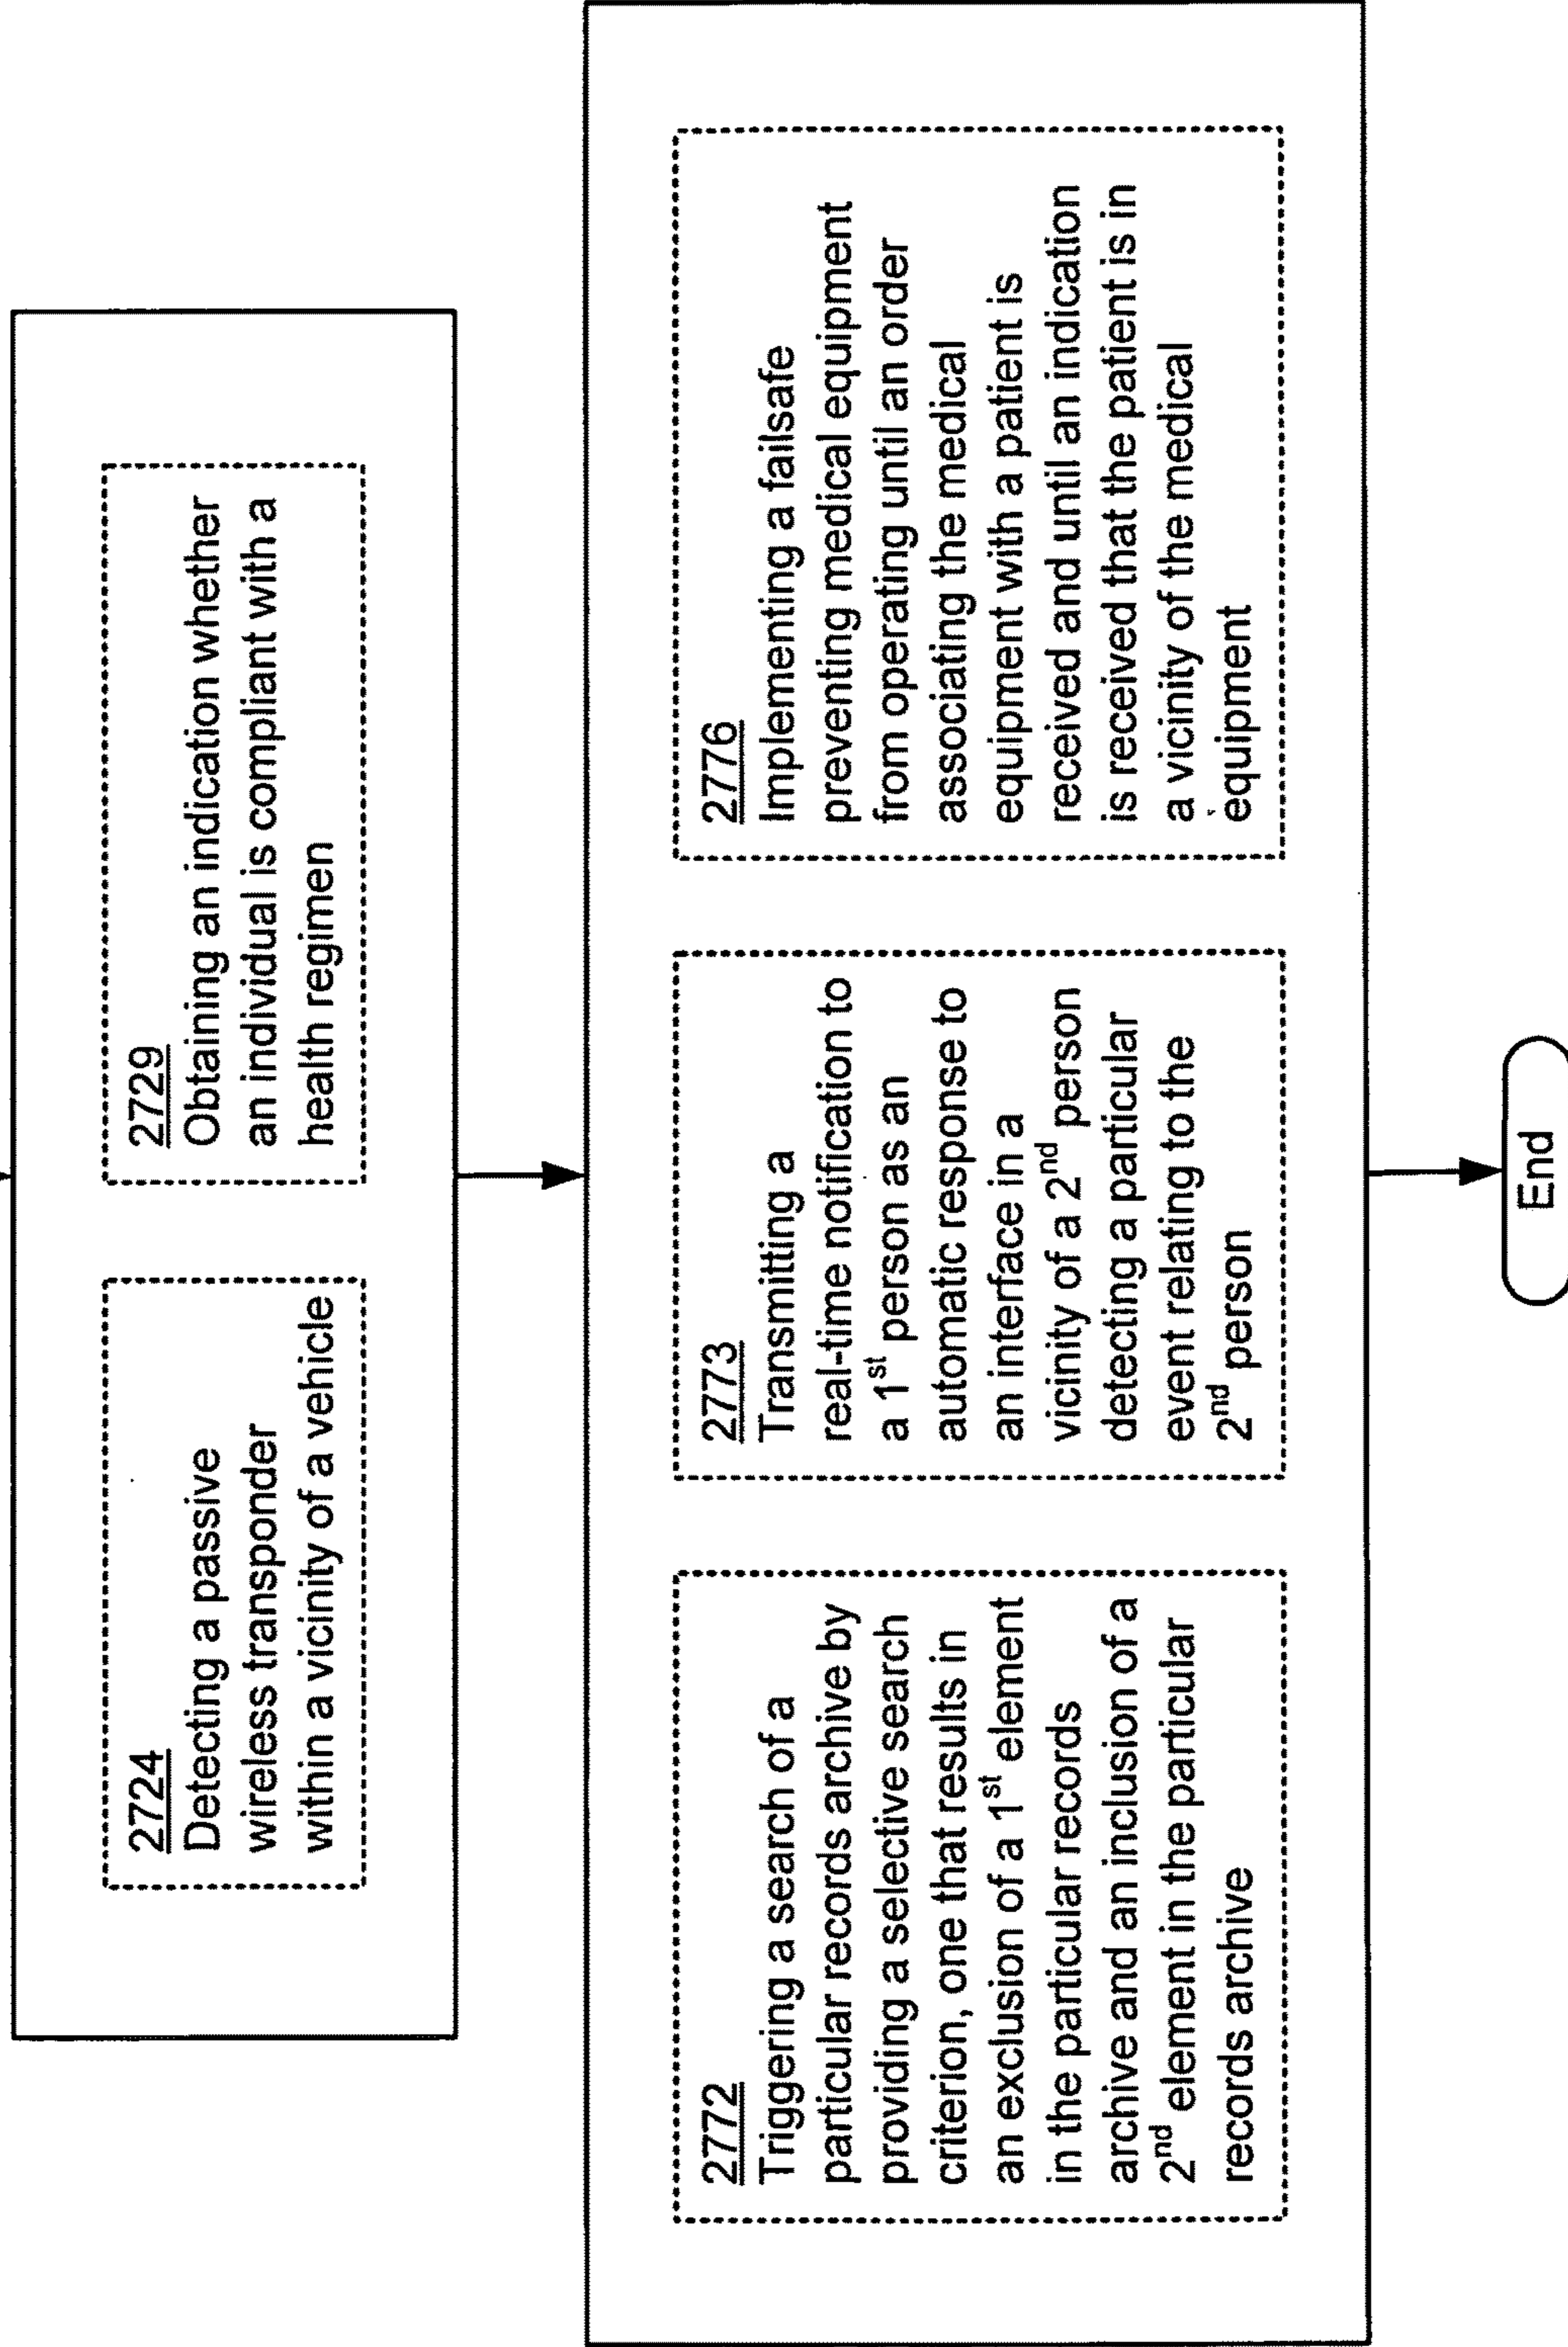 2724
Detecting a passive
wireless transponder
within a vicinity of a vehicle
2729
Obtaining an indication whether
an individual is compliant with a
health regimen
2772
Triggering a search of a
particular records archive by
providing a selective search
criterion, one that results in
an exclusion of a 1st element
in the particular records
archive and an inclusion of a
2nd element in the particular
records archive
2773
Transmitting a
real-time notification to
a 1st person as an
automatic response to
an interface in a
vicinity of a 2nd person
detecting a particular
event relating to the
2nd person
2776
Implementing a failsafe
preventing medical equipment
from operating until an order
associating the medical
equipment with a patient is
received and until an indication
is received that the patient is in
a vicinity of the medical
equipment
End